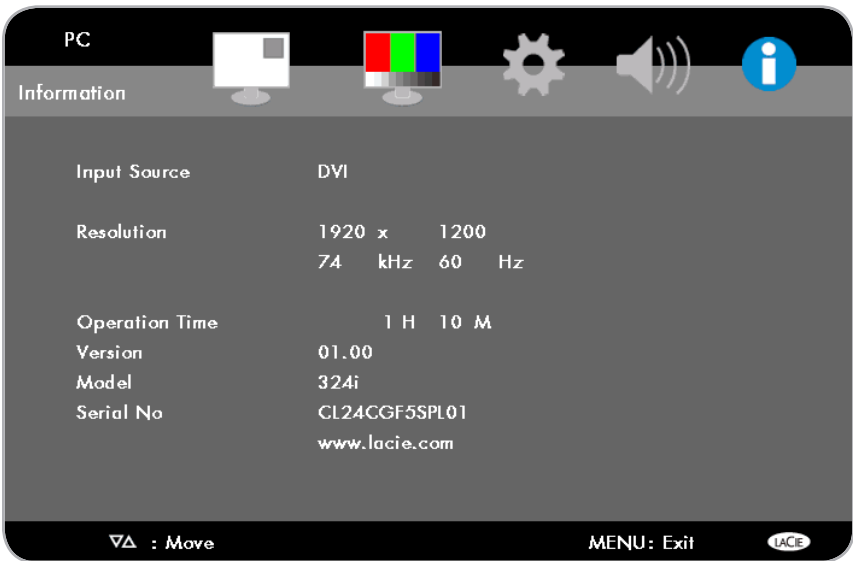 PC
Information
Input Source DVI
Resolution 1920 x 1200
74 kHz 60 Hz
Operation Time 1 H 10 M
Version 01.00
Model 324i
Serial No CL24CGF5SPL01
www.lacie.com
∇∆ : Move MENU: Exit LACIE